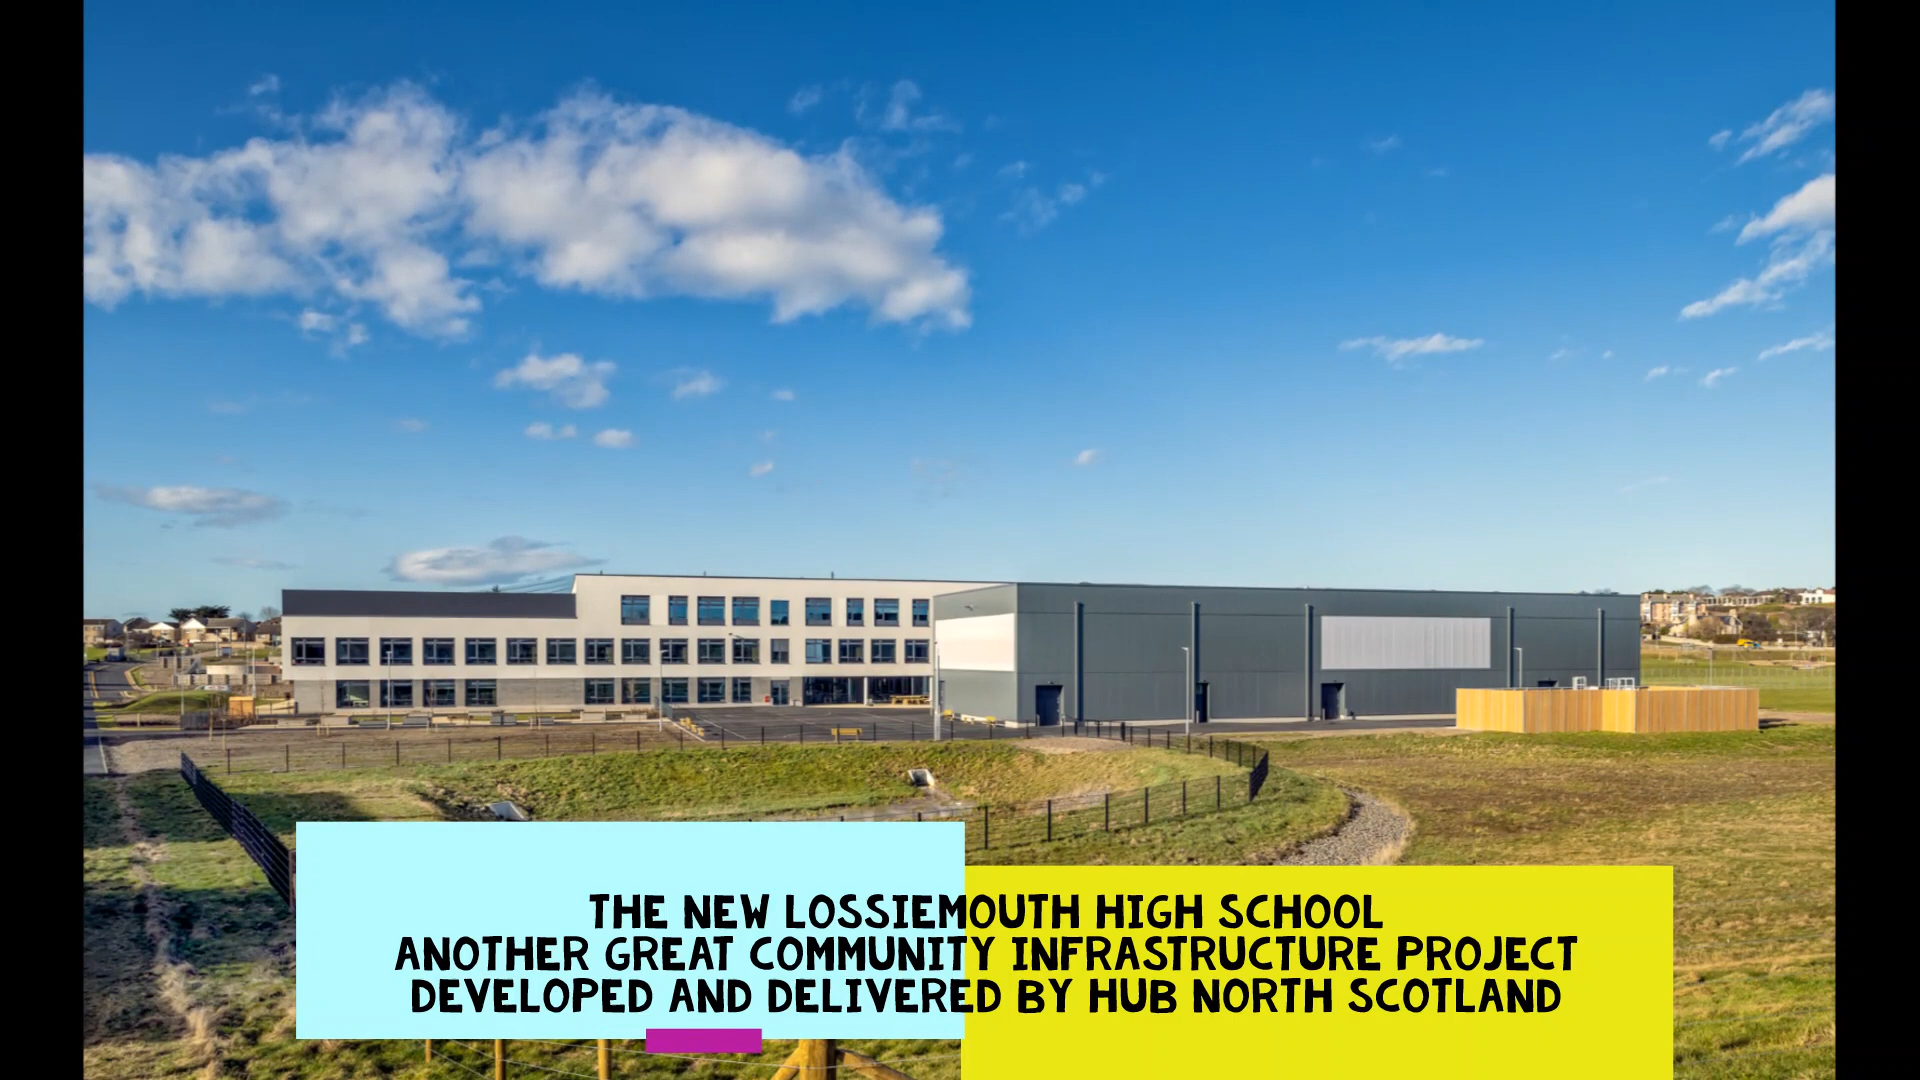 THE NEW LOSSIEMOUTH HIGH SCHOOL
ANOTHER GREAT COMMUNITY INFRASTRUCTURE PROJECT
DEVELOPED AND DELIVERED BY HUB NORTH SCOTLAND